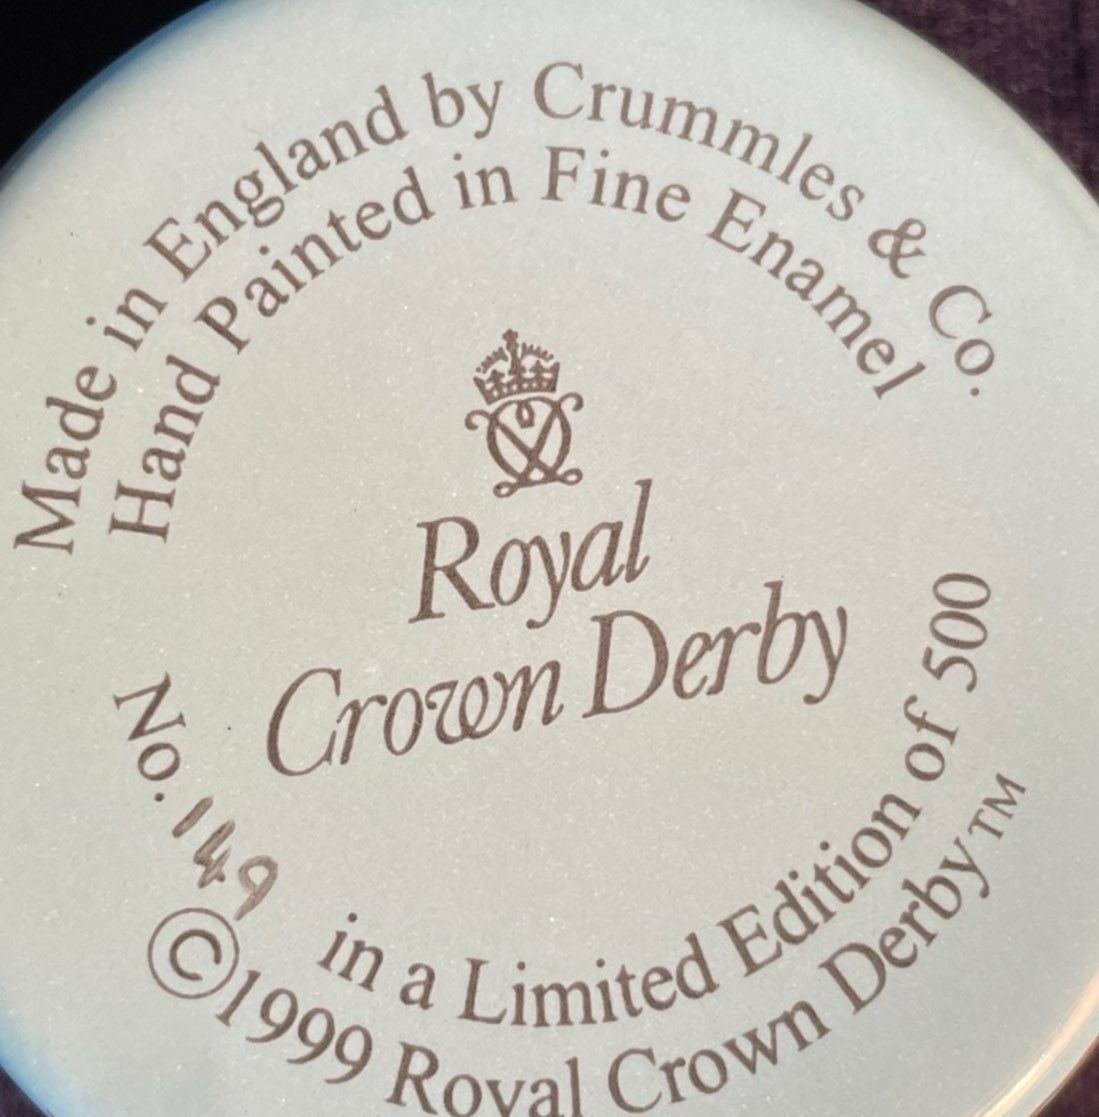 Made in England by Crummles & Co.
Hand Painted in Fine Enamel
Royal
Crown Derby
No. 149 in a Limited Edition of 500
©1999 Royal Crown Derby™